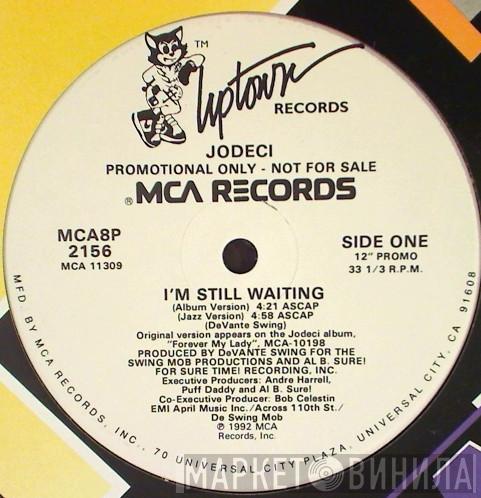 TM
Uptown
RECORDS
JODECI
PROMOTIONAL ONLY - NOT FOR SALE
® MCA RECORDS
MCA8P
2156
MCA 11309
SIDE ONE
12" PROMO
33 1/3 R.P.M.
I'M STILL WAITING
(Album Version) 4:21 ASCAP
(Jazz Version) 4:58 ASCAP
(DeVante Swing)
Original version appears on the Jodeci album,
"Forever My Lady", MCA-10198
PRODUCED BY DeVANTE SWING FOR THE
SWING MOB PRODUCTIONS AND AL B. SURE!
FOR SURE TIME! RECORDING, INC.
Executive Producers: Andre Harrell,
Puff Daddy and Al B. Sure!
Co-Executive Producer: Bob Celestin
EMI April Music Inc./Across 110th St./
De Swing Mob
℗ 1992 MCA
Records, Inc.
MFD. BY MCA RECORDS, INC., 70 UNIVERSAL CITY PLAZA, UNIVERSAL CITY, CA 91608
МАРКЕТ ВИНИЛА